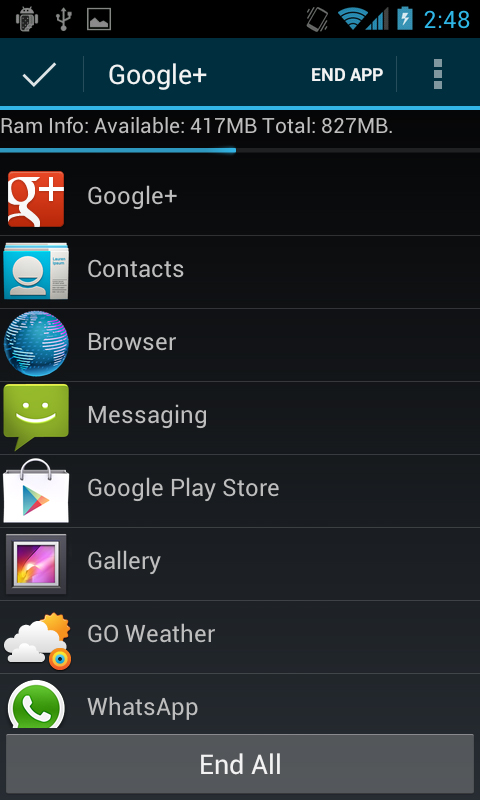 2:48
Google+
END APP
Ram Info: Available: 417MB Total: 827MB.
Google+
Contacts
Browser
Messaging
Google Play Store
Gallery
GO Weather
WhatsApp
End All